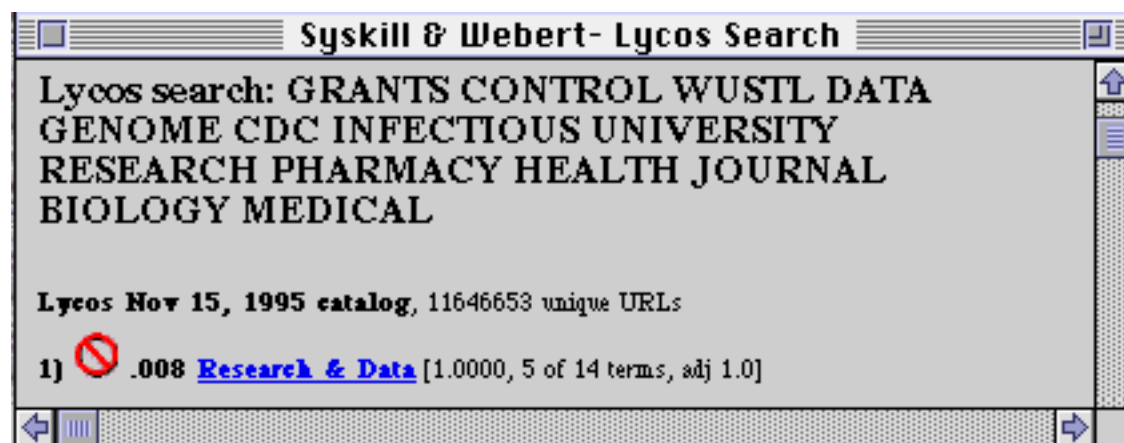 Syskill & Webert- Lycos Search
Lycos search: GRANTS CONTROL WUSTL DATA
GENOME CDC INFECTIOUS UNIVERSITY
RESEARCH PHARMACY HEALTH JOURNAL
BIOLOGY MEDICAL
Lycos Nov 15, 1995 catalog, 11646653 unique URLs
1) .008 Research & Data [1.0000, 5 of 14 terms, adj 1.0]